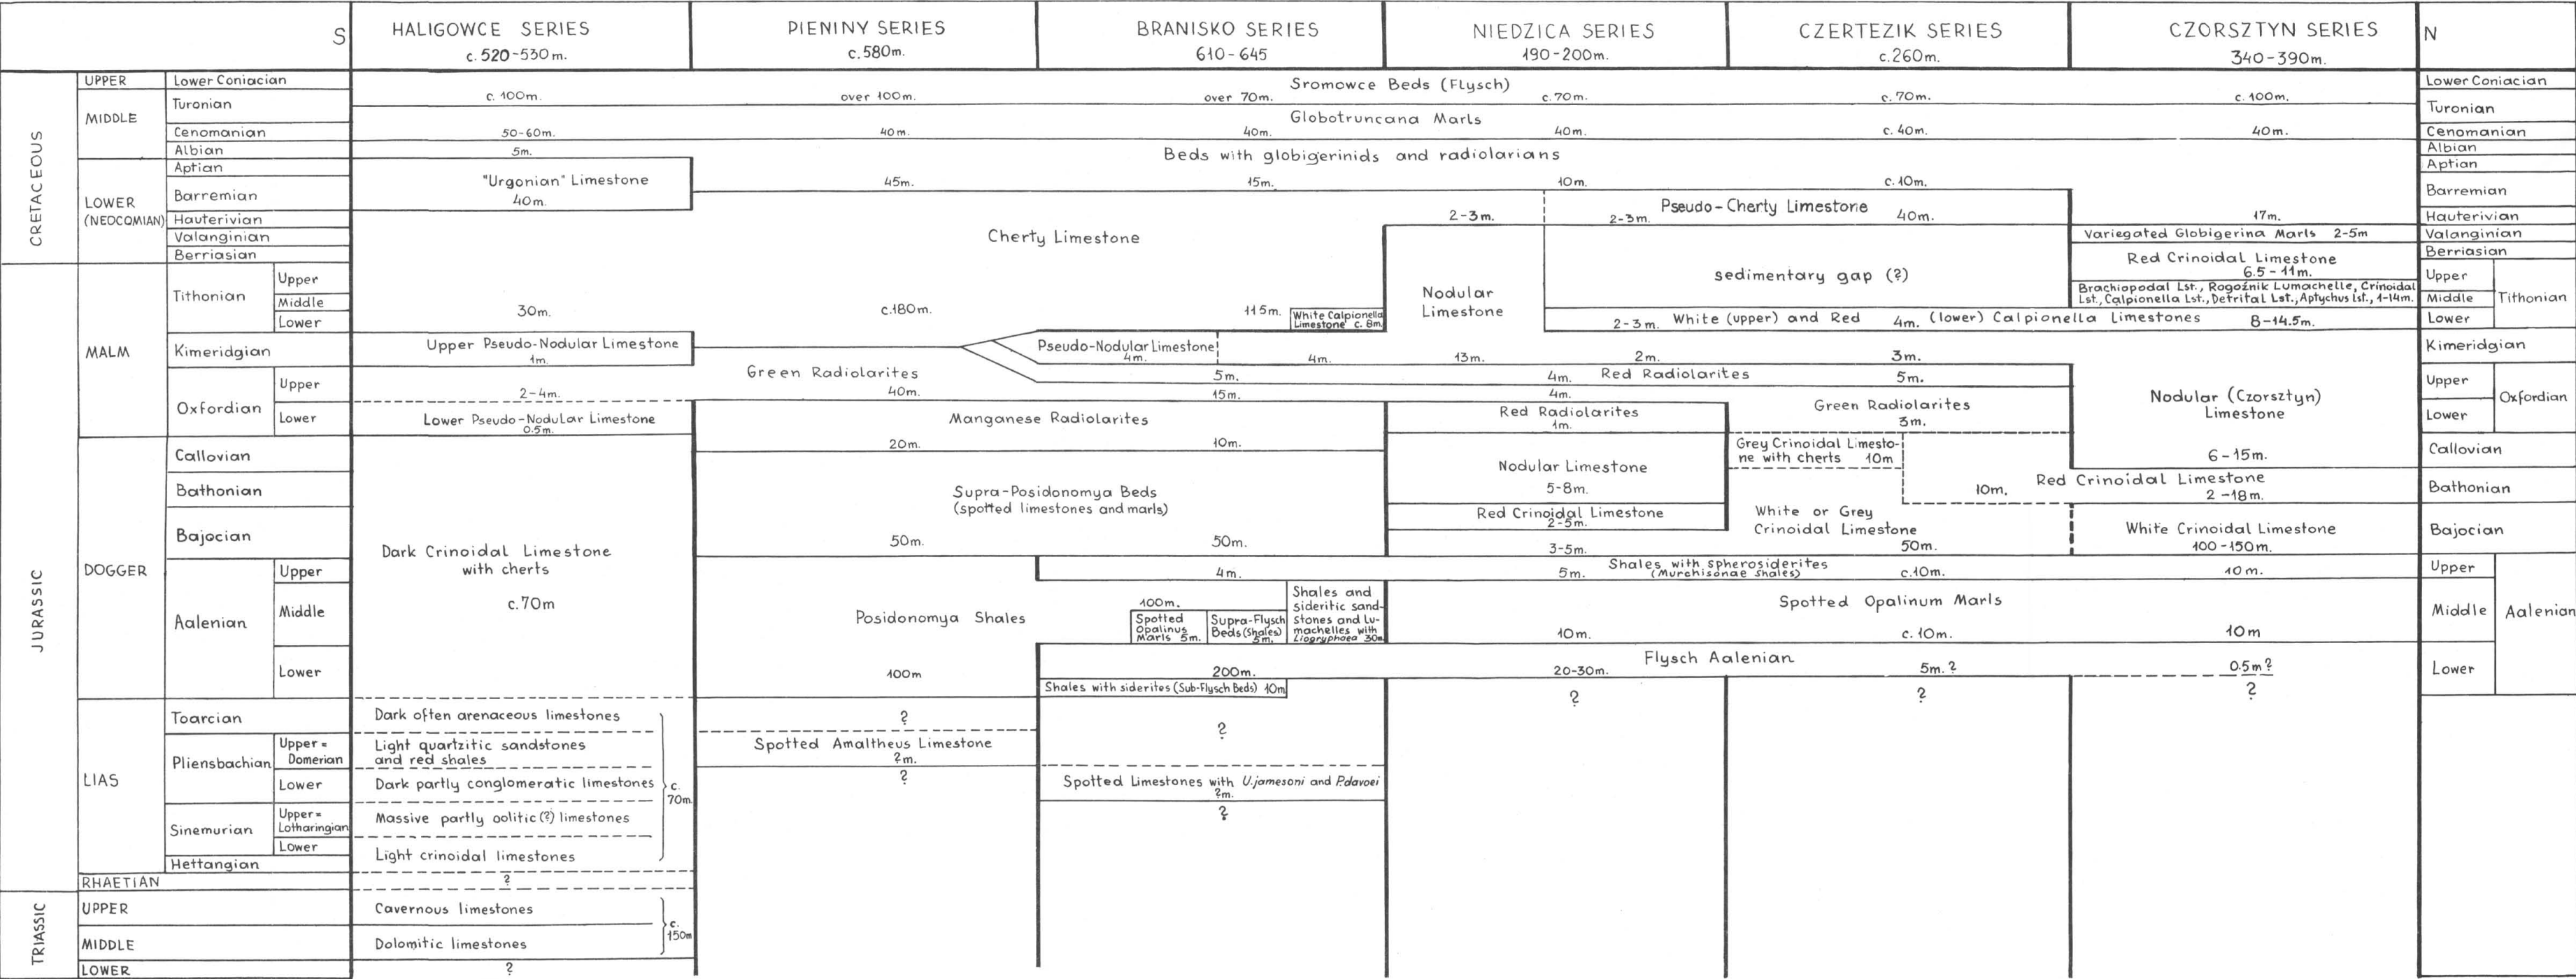 S
HALIGOWCE SERIES
c. 520-530 m.
PIENINY SERIES
c. 580m.
BRANISKO SERIES
610-645
NIEDZICA SERIES
190-200m.
CZERTEZIK SERIES
c. 260m.
CZORSZTYN SERIES
340-390m.
N
CRETACEOUS
UPPER
Lower Coniacian
MIDDLE
Turonian
Cenomanian
Albian
LOWER
(NEOCOMIAN)
Aptian
Barremian
Hauterivian
Valanginian
Berriasian
JURASSIC
MALM
Tithonian
Upper
Middle
Lower
Kimeridgian
Oxfordian
Upper
Lower
DOGGER
Callovian
Bathonian
Bajocian
Aalenian
Upper
Middle
Lower
LIAS
Toarcian
Pliensbachian
Upper =
Domerian
Lower
Sinemurian
Upper =
Lotharingian
Lower
Hettangian
RHAETIAN
TRIASSIC
UPPER
MIDDLE
LOWER
Sromowce Beds (Flysch)
c. 100m.
over 100m.
over 70m.
c. 70m.
c. 70m.
c. 100m.
Globotruncana Marls
50-60m.
40m.
40m.
40m.
c. 40m.
40m.
5m.
Beds with globigerinids and radiolarians
45m.
15m.
10m.
c. 10m.
"Urgonian" Limestone
40m.
2-3m.
2-3m.
Pseudo-Cherty Limestone
40m.
17m.
Cherty Limestone
30m.
c.180m.
115m.
White Calpionella
Limestone c. 8m.
Nodular
Limestone
sedimentary gap (?)
Variegated Globigerina Marls 2-5m
Red Crinoidal Limestone
6.5-11m.
Brachiopodal Lst., Rogoźnik Lumachelle, Crinoidal
Lst., Calpionella Lst., Detrital Lst., Aptychus Lst., 1-14m.
2-3m. White (upper) and Red 4m. (lower) Calpionella Limestones 8-14.5m.
Upper Pseudo-Nodular Limestone
1m.
Pseudo-Nodular Limestone
4m.
4m.
13m.
2m.
3m.
Green Radiolarites
2-4m.
40m.
15m.
4m.
5m.
4m.
Red Radiolarites
5m.
Lower Pseudo-Nodular Limestone
0.5m.
Manganese Radiolarites
20m.
10m.
Red Radiolarites
1m.
Green Radiolarites
3m.
Nodular (Czorsztyn)
Limestone
6-15m.
Grey Crinoidal Limesto-
ne with cherts 10m
Nodular Limestone
5-8m.
Red Crinoidal Limestone
2-18m.
10m.
Supra-Posidonomya Beds
(spotted limestones and marls)
50m.
50m.
Red Crinoidal Limestone
2-5m.
3-5m.
White or Grey
Crinoidal Limestone
50m.
White Crinoidal Limestone
100-150m.
Dark Crinoidal Limestone
with cherts
c.70m
4m.
5m.
Shales with spherosiderites
(Murchisonae Shales)
c.10m.
10m.
Posidonomya Shales
100m
100m.
Spotted
Opalinus
Marls 5m.
Supra-Flysch
Beds (Shales)
5m.
Shales and
sideritic sand-
stones and Lu-
machelles with
Liogryphaea 30m
Spotted Opalinum Marls
10m.
c. 10m.
10m
Flysch Aalenian
200m.
20-30m.
5m. ?
0.5m?
Shales with siderites (Sub-Flysch Beds) 10m
?
?
?
Dark often arenaceous limestones
Light quartzitic sandstones
and red shales
Dark partly conglomeratic limestones
Massive partly oolitic (?) limestones
Light crinoidal limestones
c.
70m.
?
Spotted Amaltheus Limestone
?m.
?
?
Spotted Limestones with U. jamesoni and P. davoei
?m.
?
?
Cavernous limestones
Dolomitic limestones
c.
150m
?
Lower Coniacian
Turonian
Cenomanian
Albian
Aptian
Barremian
Hauterivian
Valanginian
Berriasian
Upper
Middle
Lower
Tithonian
Kimeridgian
Upper
Lower
Oxfordian
Callovian
Bathonian
Bajocian
Upper
Middle
Lower
Aalenian